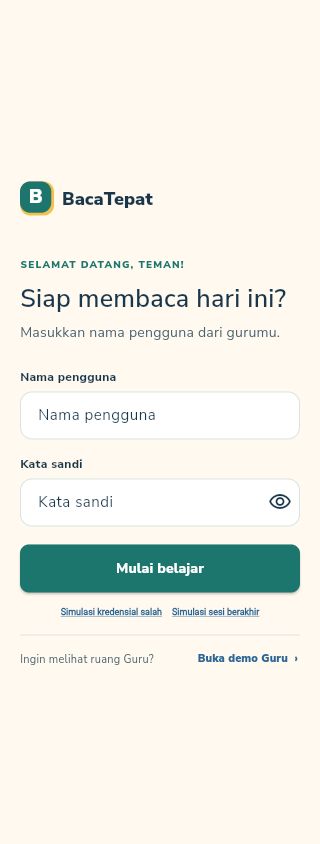 B BacaTepat
SELAMAT DATANG, TEMAN!
Siap membaca hari ini?
Masukkan nama pengguna dari gurumu.
Nama pengguna
Nama pengguna
Kata sandi
Kata sandi
Mulai belajar
Simulasi kredensial salah Simulasi sesi berakhir
Ingin melihat ruang Guru? Buka demo Guru ›